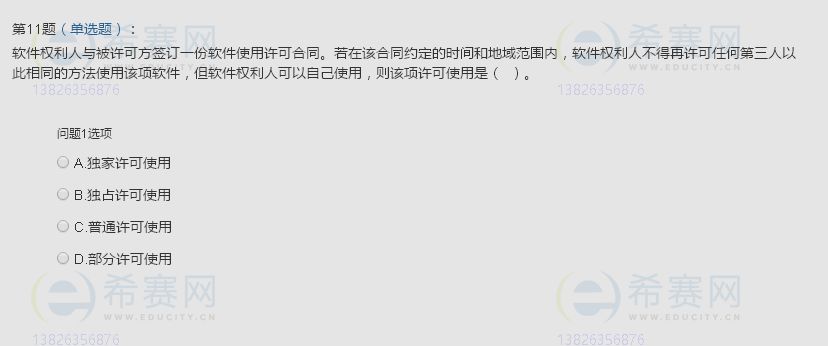 第11题（单选题）：
软件权利人与被许可方签订一份软件使用许可合同。若在该合同约定的时间和地域范围内，软件权利人不得再许可任何第三人以
此相同的方法使用该项软件，但软件权利人可以自己使用，则该项许可使用是（　）。
问题1选项
A.独家许可使用
B.独占许可使用
C.普通许可使用
D.部分许可使用
希赛网 希赛网
WWW.EDUCITY.CN WWW.EDUCITY.CN
13826356876 13826356876
希赛网 希赛网
WWW.EDUCITY.CN WWW.EDUCITY.CN
13826356876 13826356876